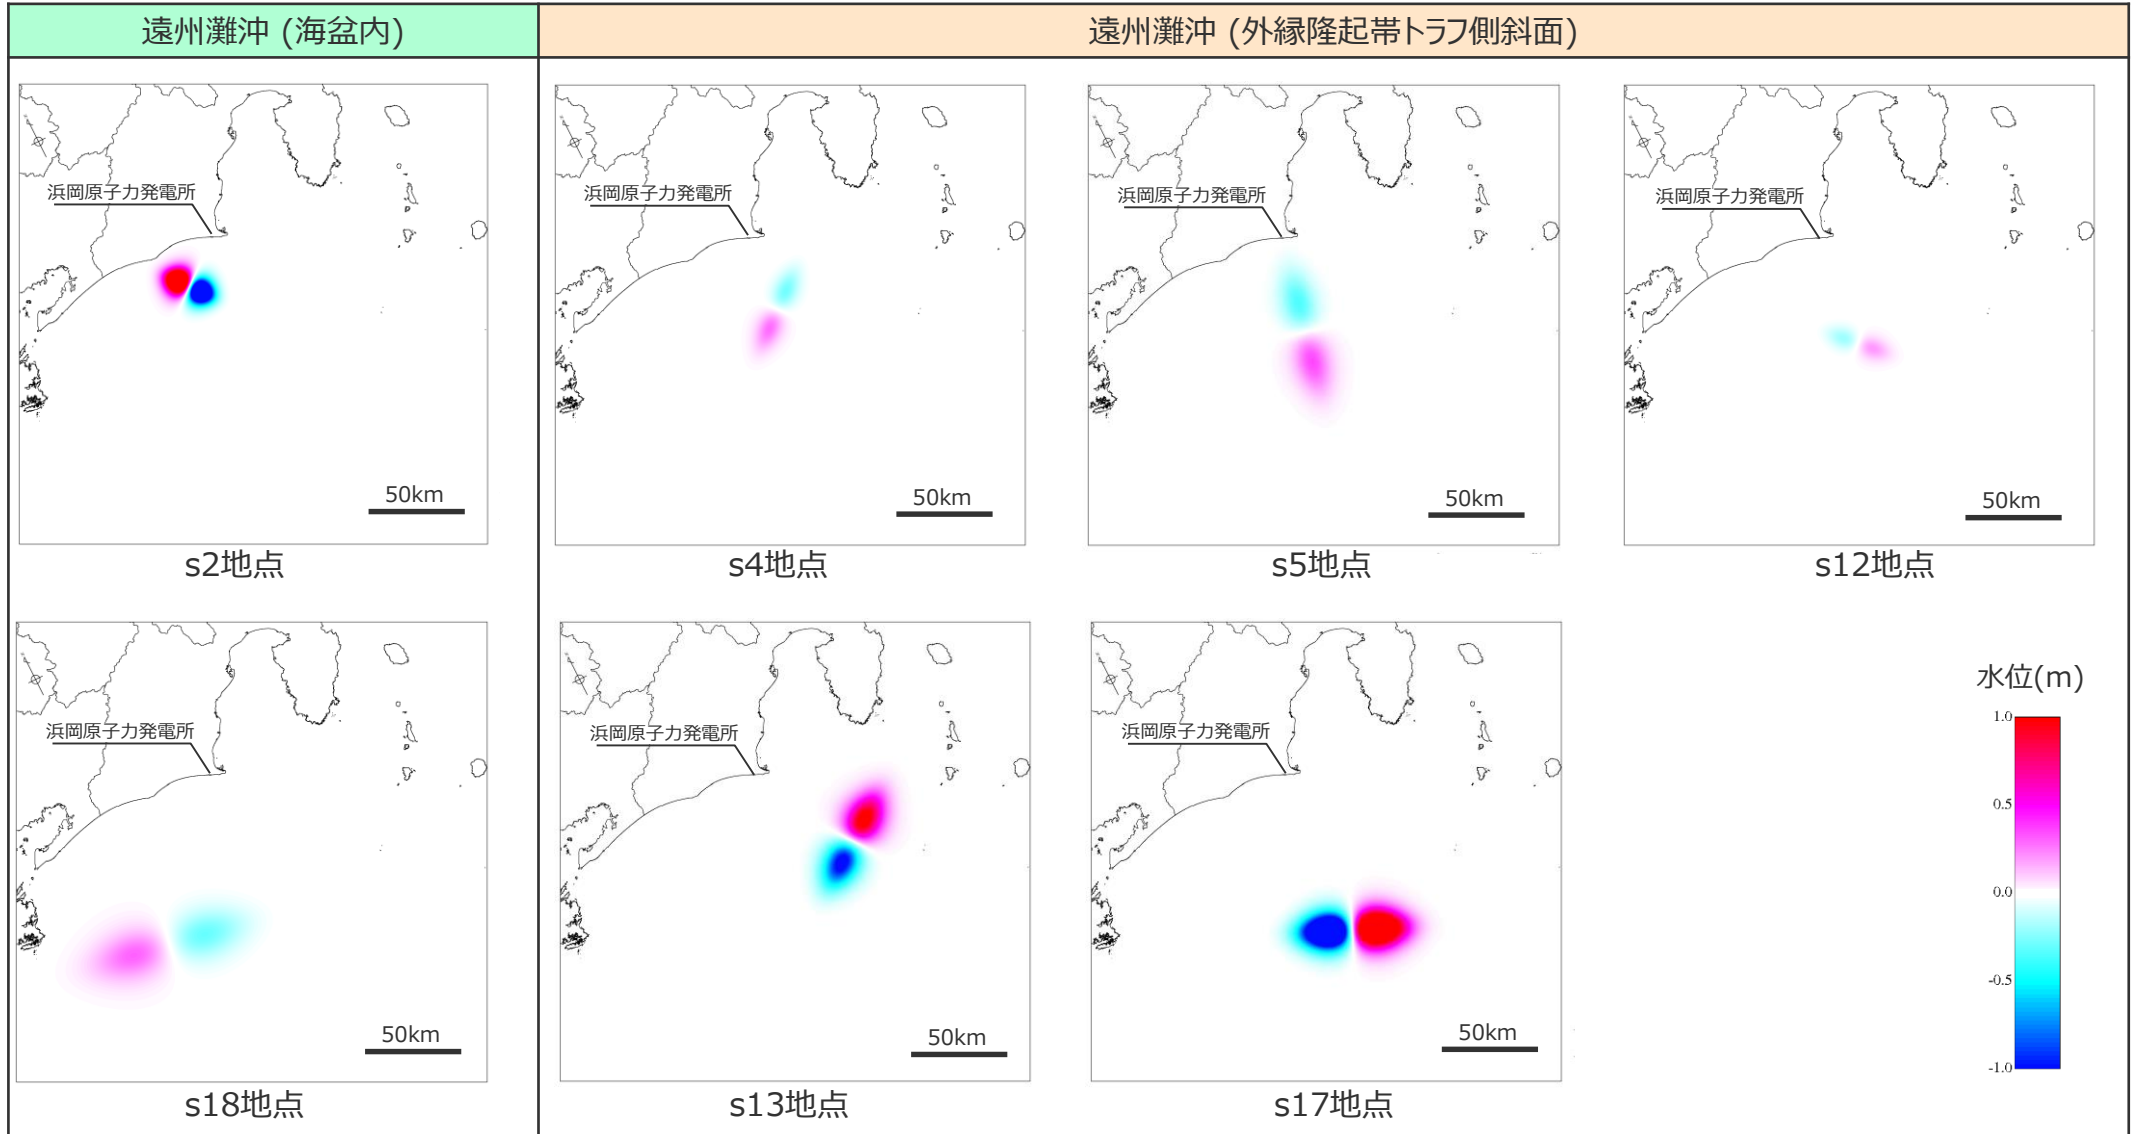 遠州灘沖 (海盆内)
遠州灘沖 (外縁隆起帯トラフ側斜面)
浜岡原子力発電所
50km
s2地点
浜岡原子力発電所
50km
s4地点
浜岡原子力発電所
50km
s5地点
浜岡原子力発電所
50km
s12地点
浜岡原子力発電所
50km
s18地点
浜岡原子力発電所
50km
s13地点
浜岡原子力発電所
50km
s17地点
水位(m)
1.0
0.5
0.0
-0.5
-1.0